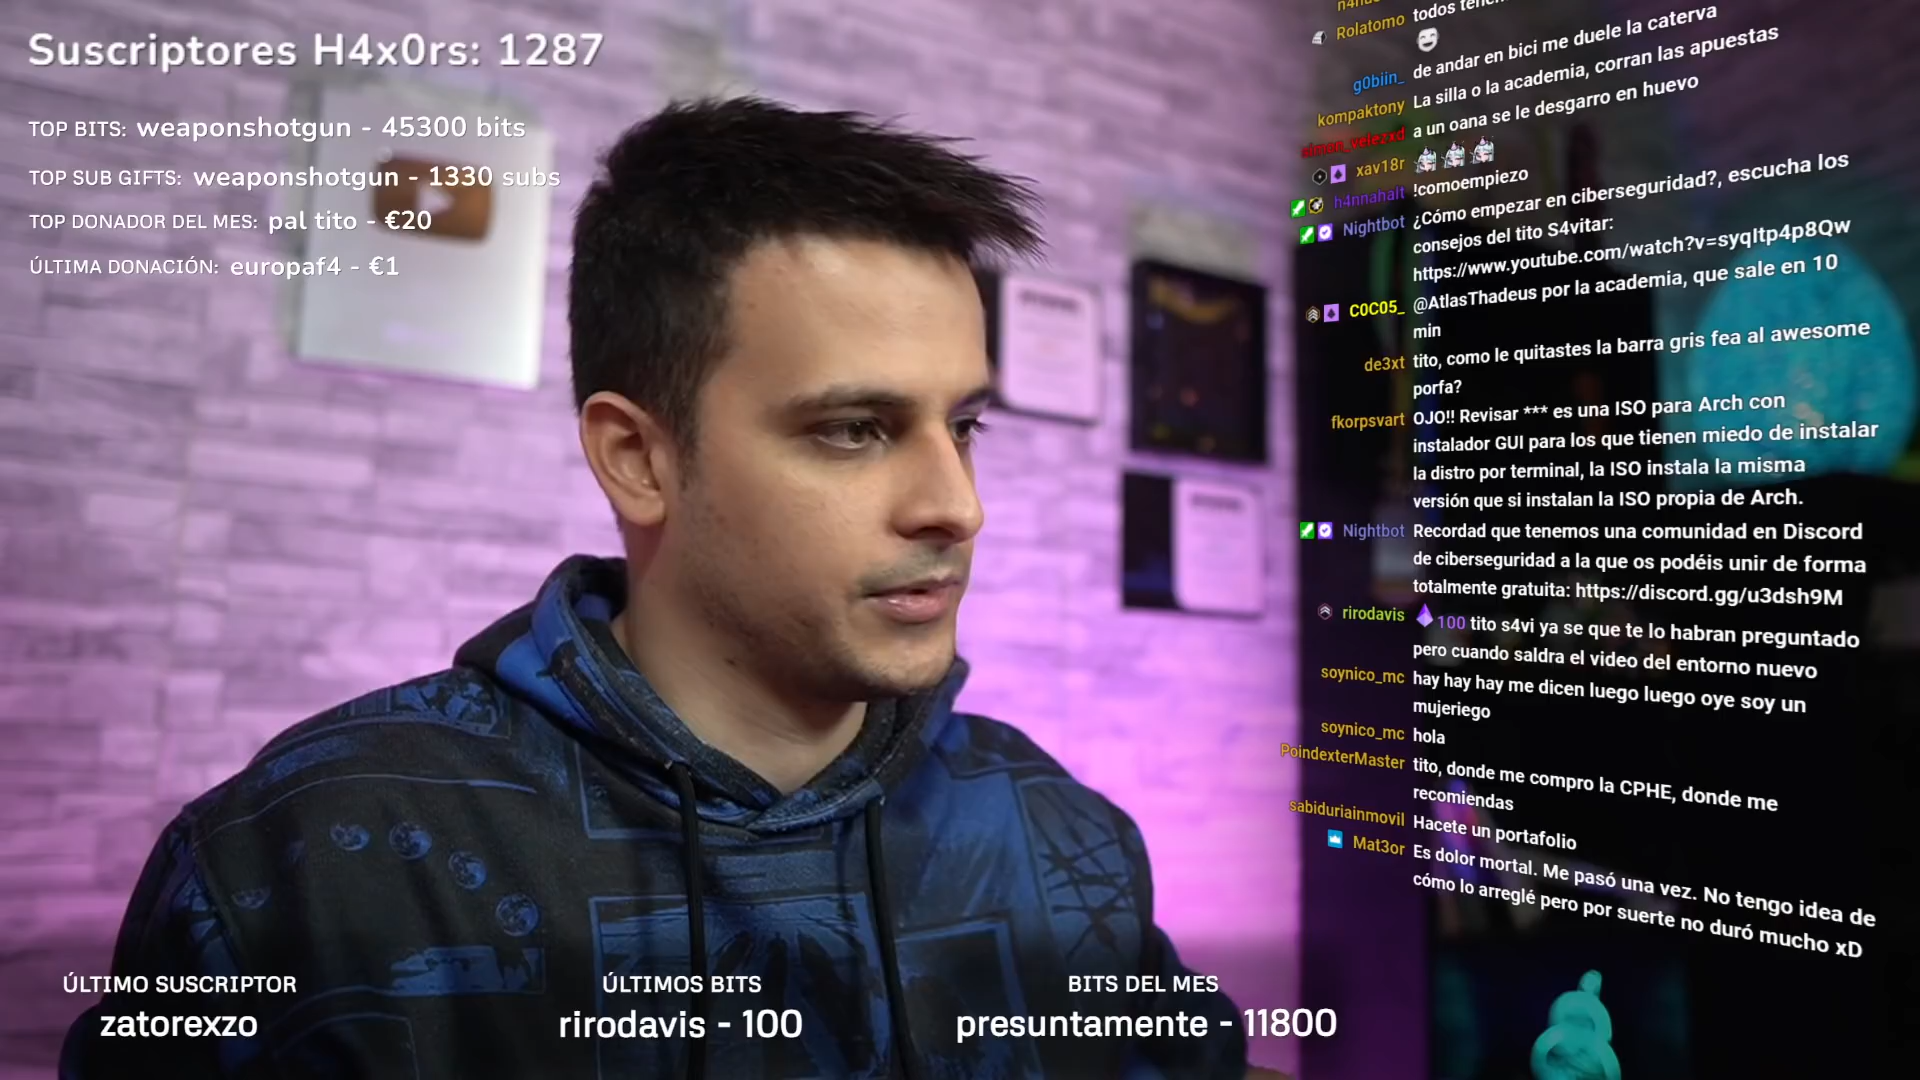 Suscriptores H4x0rs: 1287
TOP BITS: weaponshotgun - 45300 bits
TOP SUB GIFTS: weaponshotgun - 1330 subs
TOP DONADOR DEL MES: pal tito - €20
ÚLTIMA DONACIÓN: europaf4 - €1
Rolatomo todos
g0biin_ de andar en bici me duele la caterva
kompaktony La silla o la academia, corran las apuestas
simon_velezxd a un oana se le desgarro en huevo
xav18r
h4nnahalt !comoempiezo
Nightbot ¿Cómo empezar en ciberseguridad?, escucha los
consejos del tito S4vitar:
https://www.youtube.com/watch?v=syqltp4p8Qw
C0C05_ @AtlasThadeus por la academia, que sale en 10
min
de3xt tito, como le quitastes la barra gris fea al awesome
porfa?
fkorpsvart OJO!! Revisar *** es una ISO para Arch con
instalador GUI para los que tienen miedo de instalar
la distro por terminal, la ISO instala la misma
versión que si instalan la ISO propia de Arch.
Nightbot Recordad que tenemos una comunidad en Discord
de ciberseguridad a la que os podéis unir de forma
totalmente gratuita: https://discord.gg/u3dsh9M
rirodavis 100 tito s4vi ya se que te lo habran preguntado
pero cuando saldra el video del entorno nuevo
soynico_mc hay hay hay me dicen luego luego oye soy un
mujeriego
soynico_mc hola
PoindexterMaster tito, donde me compro la CPHE, donde me
recomiendas
sabiduriainmovil Hacete un portafolio
Mat3or Es dolor mortal. Me pasó una vez. No tengo idea de
cómo lo arreglé pero por suerte no duró mucho xD
ÚLTIMO SUSCRIPTOR
zatorexzo
ÚLTIMOS BITS
rirodavis - 100
BITS DEL MES
presuntamente - 11800